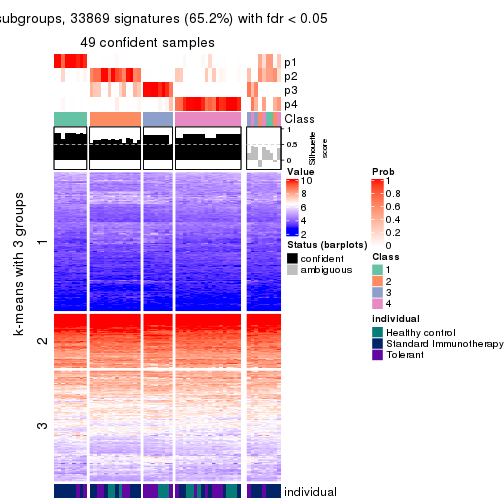 subgroups, 33869 signatures (65.2%) with fdr < 0.05
49 confident samples
p1
p2
p3
p4
Class
1
0.5
0
Silhouette
score
k-means with 3 groups
1
2
3
individual
Value
10
8
6
4
2
Status (barplots)
confident
ambiguous
Prob
1
0.8
0.6
0.4
0.2
0
Class
1
2
3
4
individual
Healthy control
Standard Immunotherapy
Tolerant